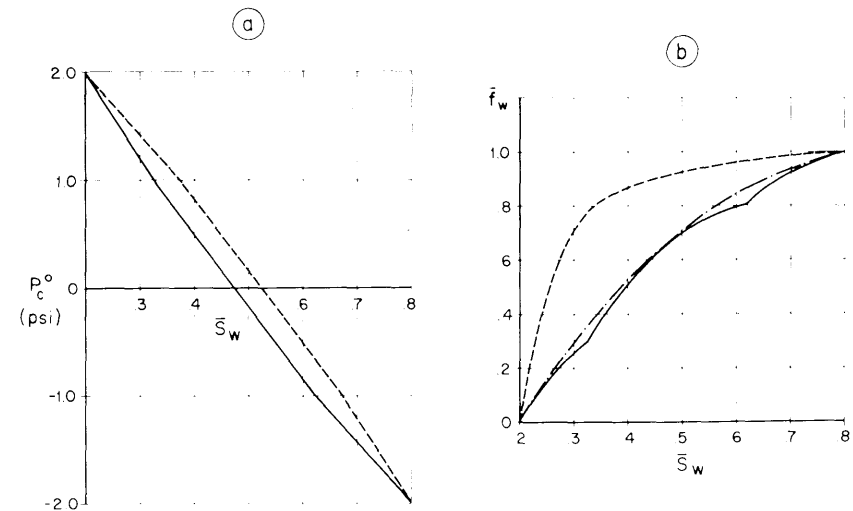 a
2.0
1.0
P_c° 0 .3 .4 .5 .6 .7 .8
(psi)
S̄_w
-1.0
-2.0
b
f̄_w
1.0
.8
.6
.4
.2
0
.2 .3 .4 .5 .6 .7 .8
S̄_w